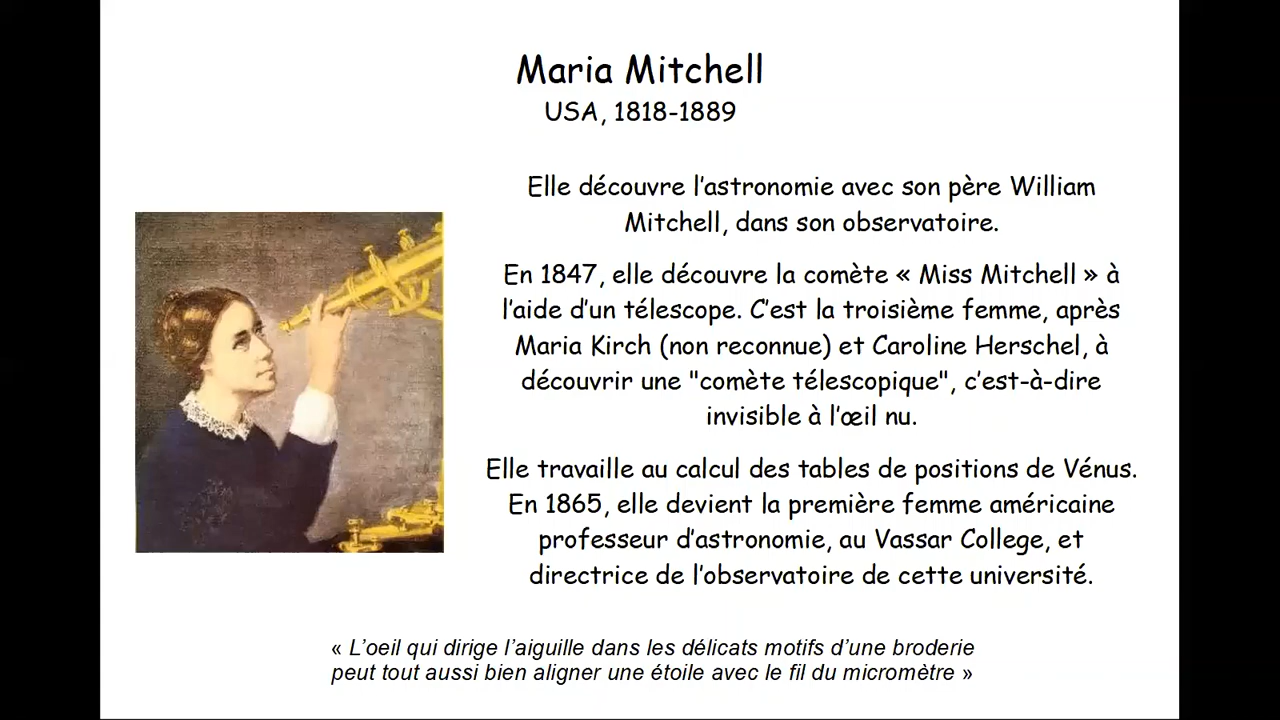 Maria Mitchell
USA, 1818-1889
Elle découvre l'astronomie avec son père William
Mitchell, dans son observatoire.
En 1847, elle découvre la comète « Miss Mitchell » à
l'aide d'un télescope. C'est la troisième femme, après
Maria Kirch (non reconnue) et Caroline Herschel, à
découvrir une "comète télescopique", c'est-à-dire
invisible à l'œil nu.
Elle travaille au calcul des tables de positions de Vénus.
En 1865, elle devient la première femme américaine
professeur d'astronomie, au Vassar College, et
directrice de l'observatoire de cette université.
« L'oeil qui dirige l'aiguille dans les délicats motifs d'une broderie
peut tout aussi bien aligner une étoile avec le fil du micromètre »